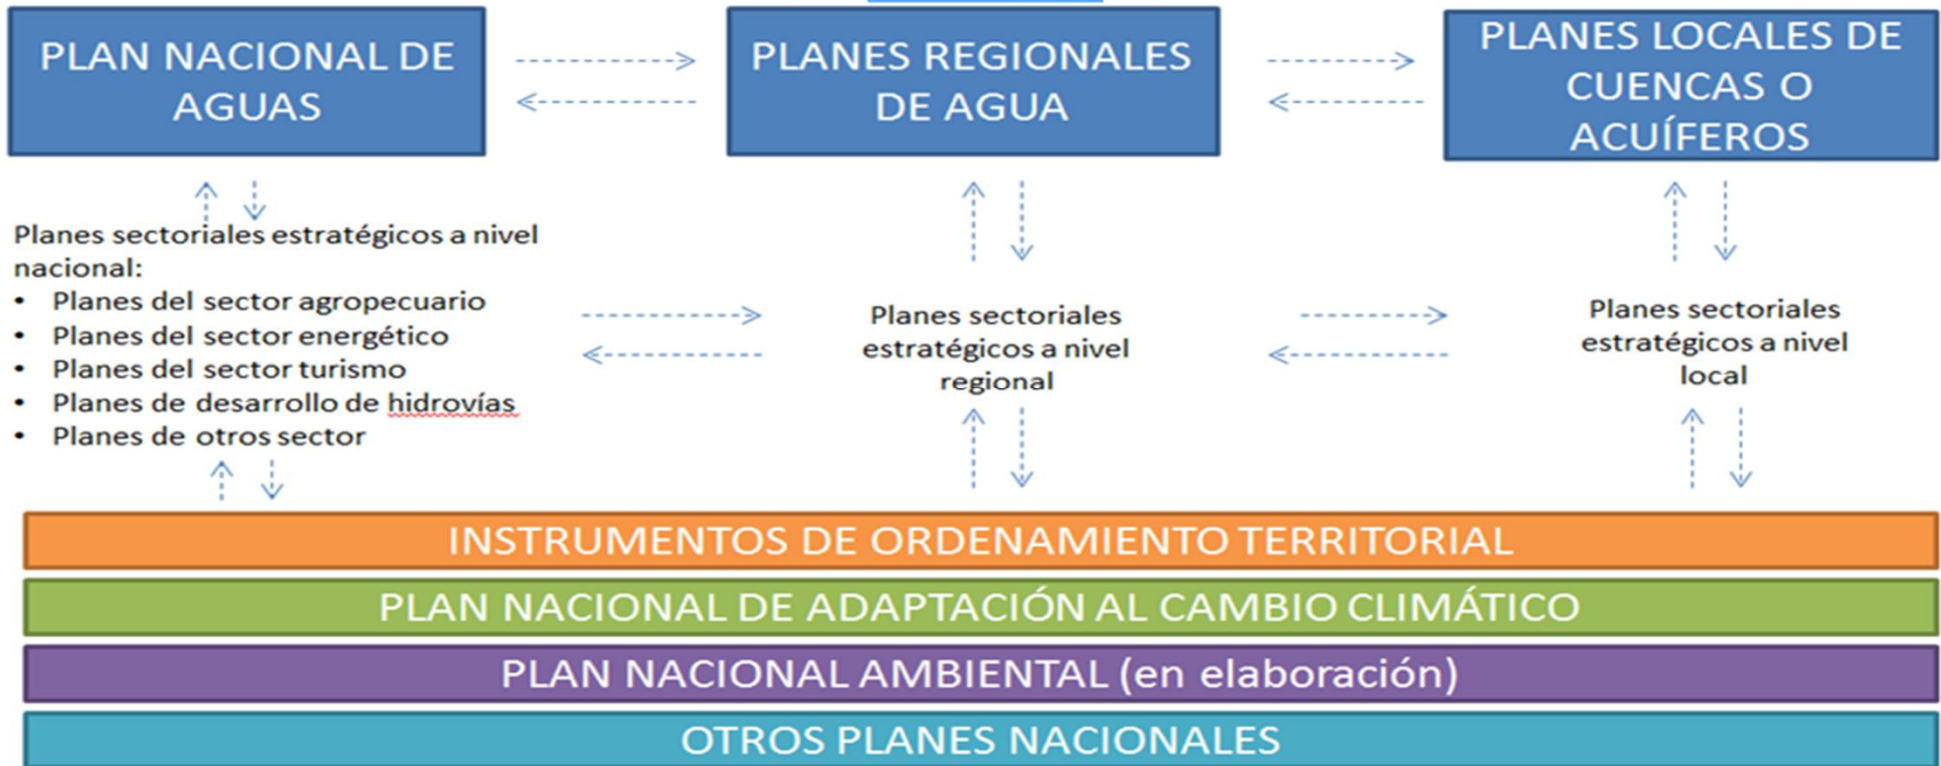 PLAN NACIONAL DE
AGUAS
PLANES REGIONALES
DE AGUA
PLANES LOCALES DE
CUENCAS O
ACUÍFEROS
Planes sectoriales estratégicos a nivel
nacional:
• Planes del sector agropecuario
• Planes del sector energético
• Planes del sector turismo
• Planes de desarrollo de hidrovías
• Planes de otros sector
Planes sectoriales
estratégicos a nivel
regional
Planes sectoriales
estratégicos a nivel
local
INSTRUMENTOS DE ORDENAMIENTO TERRITORIAL
PLAN NACIONAL DE ADAPTACIÓN AL CAMBIO CLIMÁTICO
PLAN NACIONAL AMBIENTAL (en elaboración)
OTROS PLANES NACIONALES